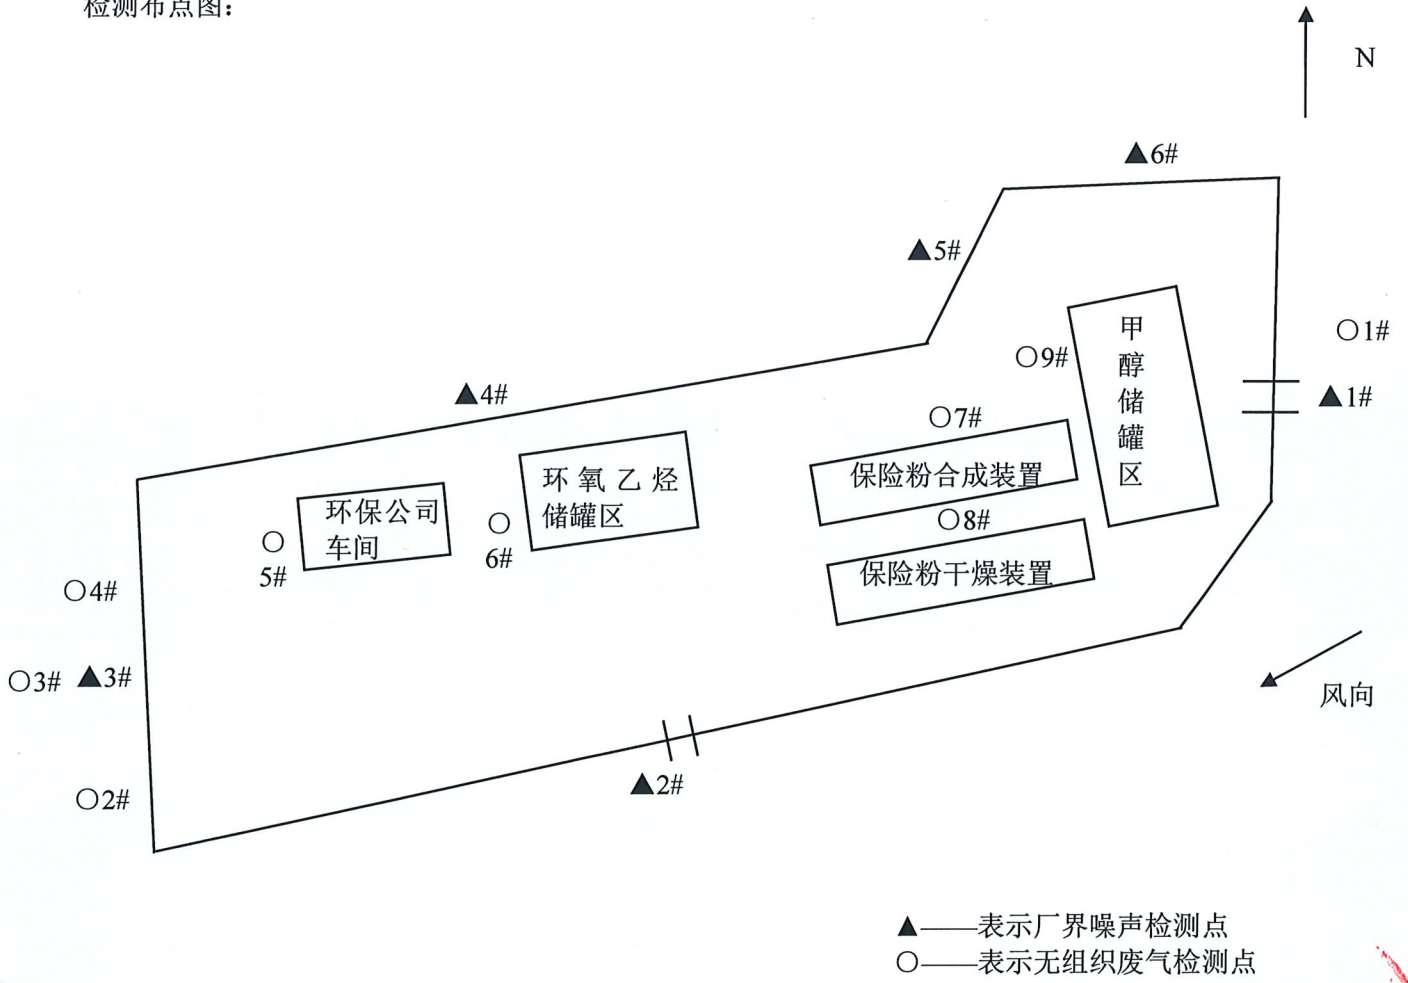 检测布点图：
N
▲6#
▲5#
○1#
甲醇储罐区
○9#
▲1#
▲4#
○7#
保险粉合成装置
环氧乙烃
储罐区
环保公司
车间
○8#
○
6#
○
5#
保险粉干燥装置
○4#
○3# ▲3#
风向
▲2#
○2#
▲——表示厂界噪声检测点
○——表示无组织废气检测点